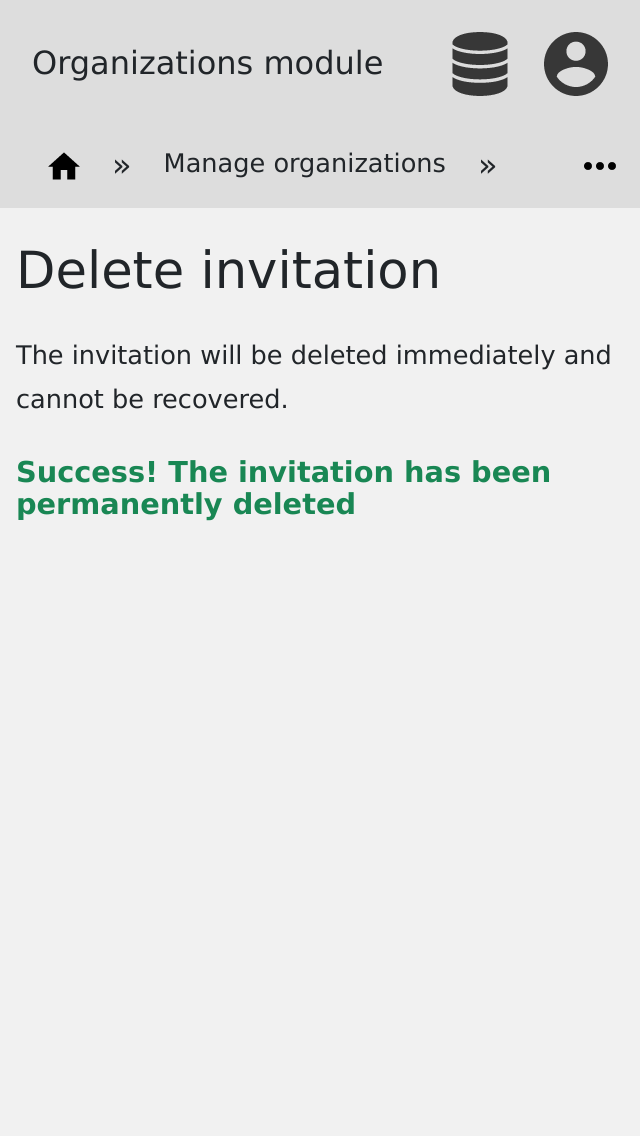 Organizations module
» Manage organizations »
Delete invitation
The invitation will be deleted immediately and
cannot be recovered.
Success! The invitation has been
permanently deleted